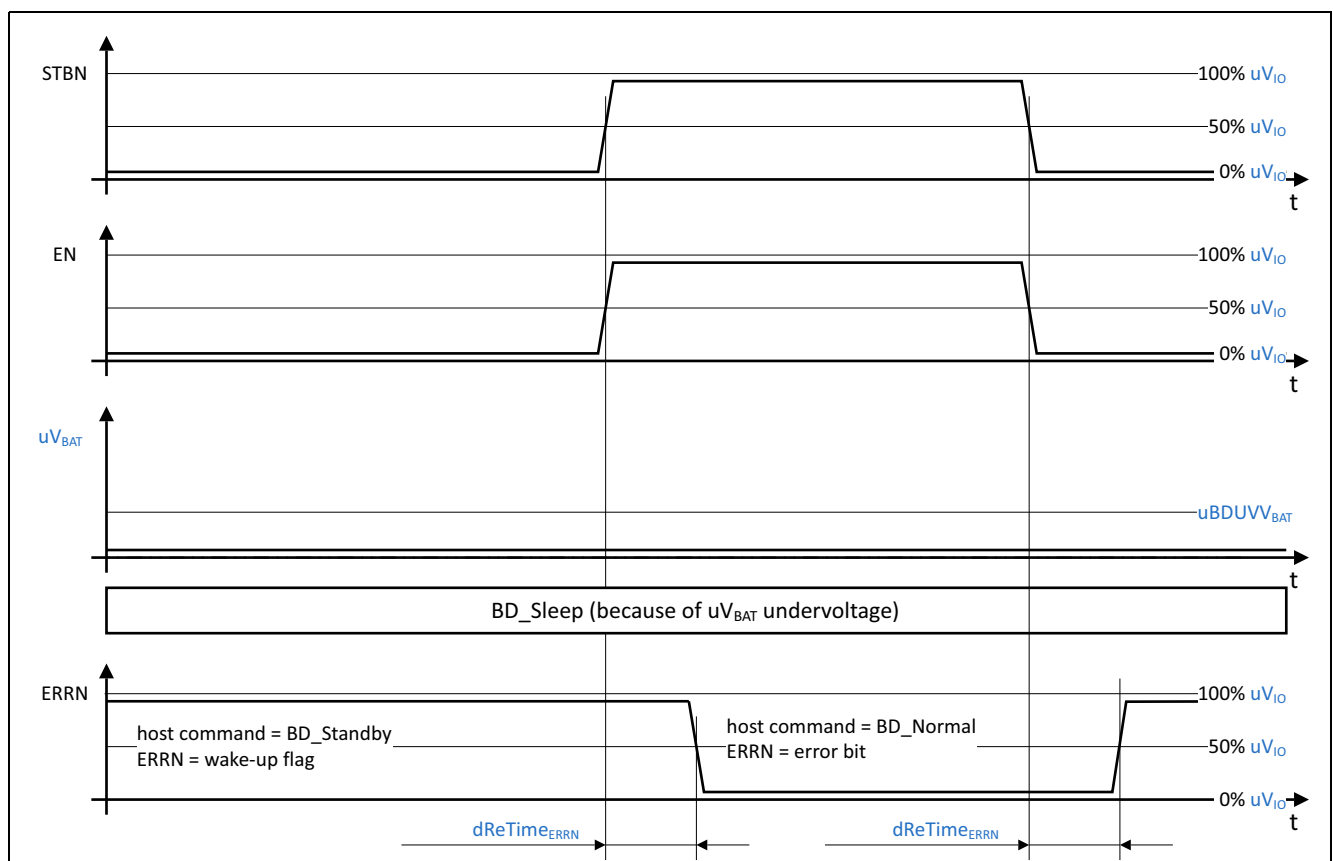 STBN
100% uVIO
50% uVIO
0% uVIO
t
EN
100% uVIO
50% uVIO
0% uVIO
t
uVBAT
uBDUVVBAT
t
BD_Sleep (because of uVBAT undervoltage)
ERRN
100% uVIO
host command = BD_Standby
ERRN = wake-up flag
host command = BD_Normal
ERRN = error bit
50% uVIO
0% uVIO
t
dReTimeERRN
dReTimeERRN